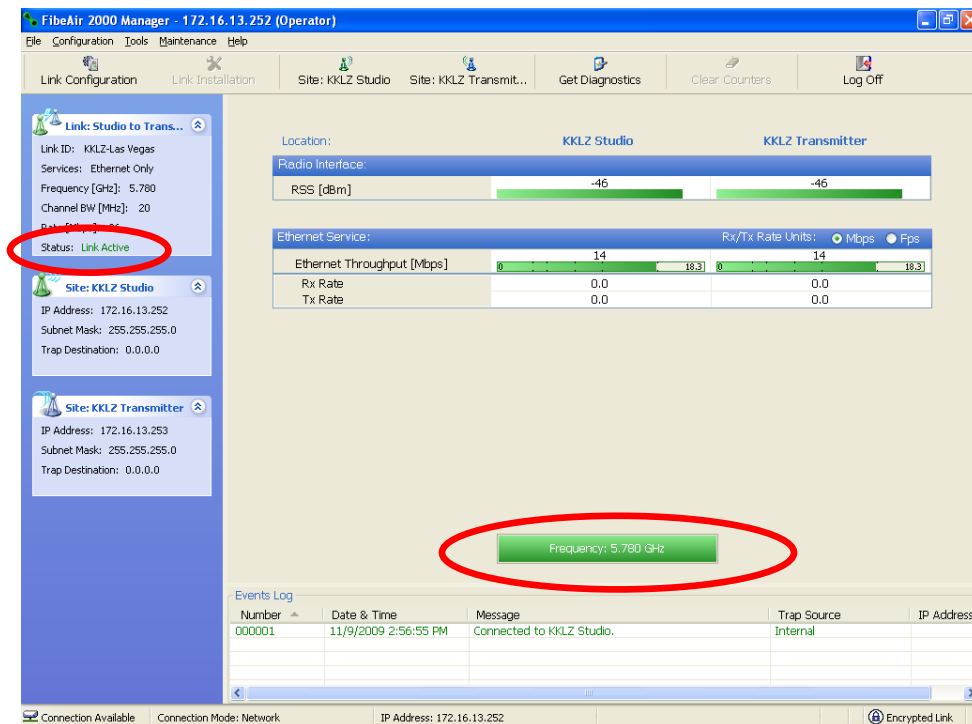 FibeAir 2000 Manager - 172.16.13.252 (Operator)
File Configuration Tools Maintenance Help
Link Configuration Link Installation Site: KKLZ Studio Site: KKLZ Transmit... Get Diagnostics Clear Counters Log Off
Link: Studio to Trans...
Link ID: KKLZ-Las Vegas
Services: Ethernet Only
Frequency [GHz]: 5.780
Channel BW [MHz]: 20
Status: Link Active
Site: KKLZ Studio
IP Address: 172.16.13.252
Subnet Mask: 255.255.255.0
Trap Destination: 0.0.0.0
Site: KKLZ Transmitter
IP Address: 172.16.13.253
Subnet Mask: 255.255.255.0
Trap Destination: 0.0.0.0
Location: KKLZ Studio KKLZ Transmitter
Radio Interface:
RSS [dBm] -46 -46
Ethernet Service: Rx/Tx Rate Units: Mbps Fps
Ethernet Throughput [Mbps] 14 14
0 18.3 0 18.3
Rx Rate 0.0 0.0
Tx Rate 0.0 0.0
Frequency: 5.780 GHz
Events Log
Number Date & Time Message Trap Source IP Address
000001 11/9/2009 2:56:55 PM Connected to KKLZ Studio. Internal
Connection Available Connection Mode: Network IP Address: 172.16.13.252 Encrypted Link